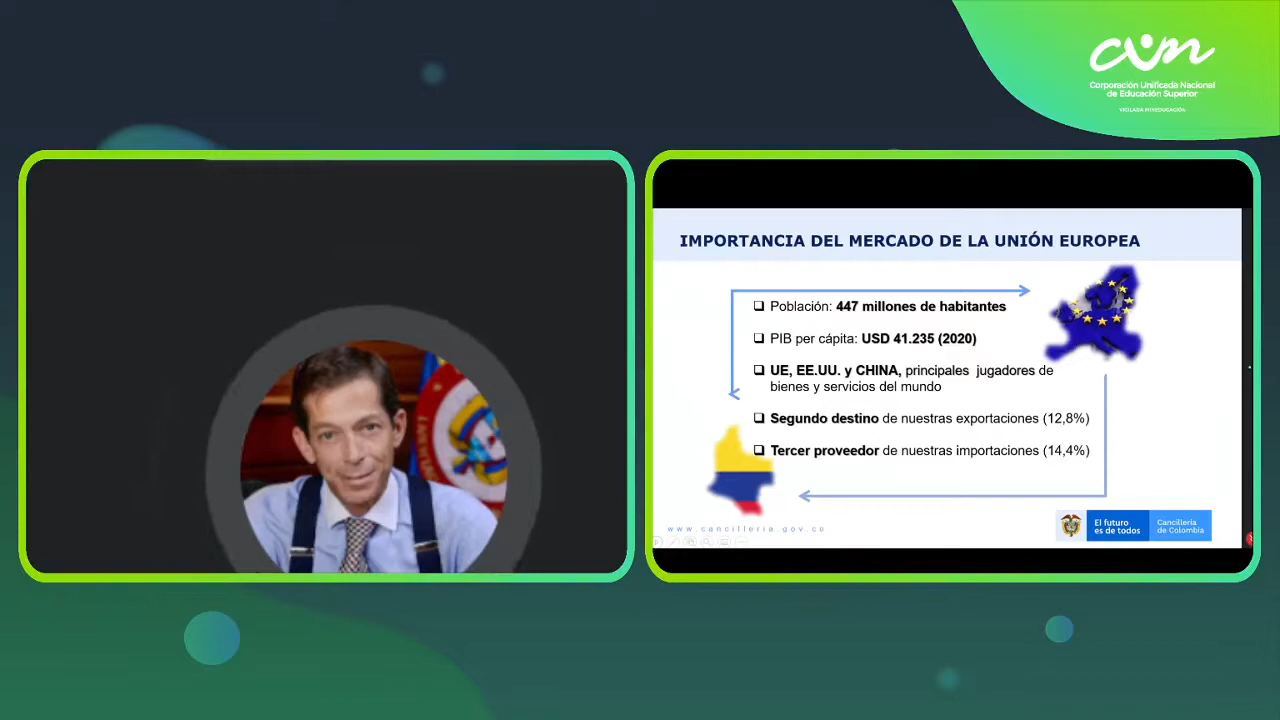 CUN
Corporación Unificada Nacional
de Educación Superior
VIGILADA MINEDUCACIÓN
IMPORTANCIA DEL MERCADO DE LA UNIÓN EUROPEA
Población: 447 millones de habitantes
PIB per cápita: USD 41.235 (2020)
UE, EE.UU. y CHINA, principales jugadores de
bienes y servicios del mundo
Segundo destino de nuestras exportaciones (12,8%)
Tercer proveedor de nuestras importaciones (14,4%)
www.cancilleria.gov.co
El futuro
es de todos
Cancillería
de Colombia